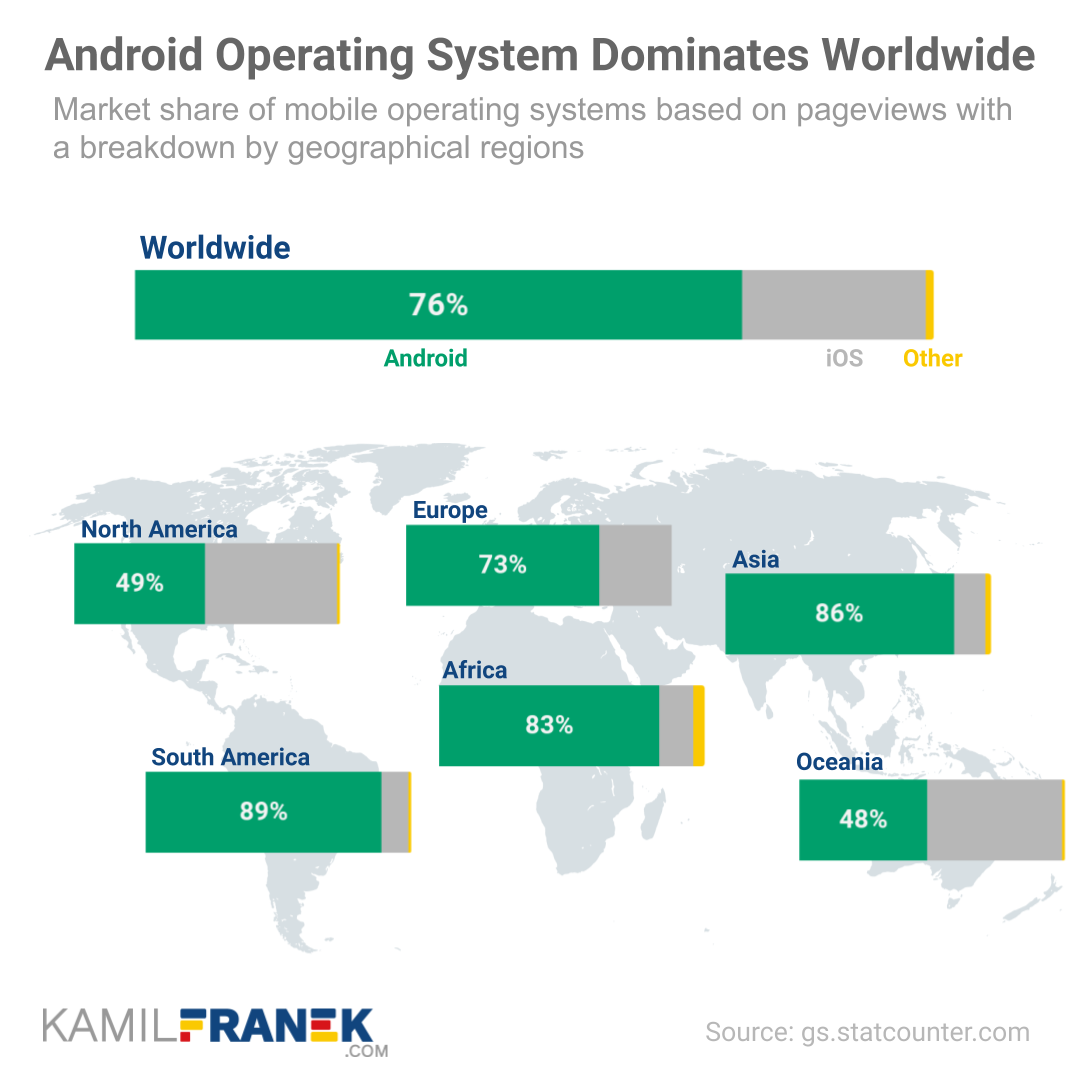 Android Operating System Dominates Worldwide
Market share of mobile operating systems based on pageviews with
a breakdown by geographical regions
Worldwide
76%
Android
iOS
Other
North America
49%
Europe
73%
Asia
86%
Africa
83%
South America
89%
Oceania
48%
KAMILFRANEK
.COM
Source: gs.statcounter.com